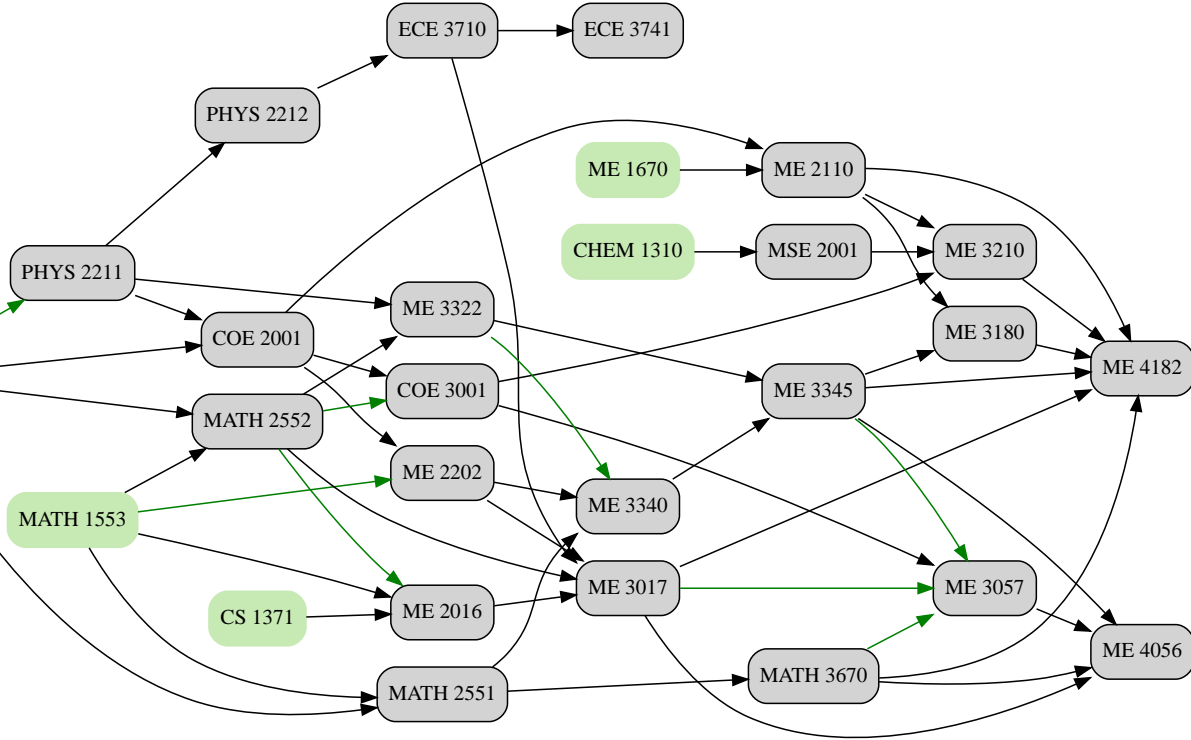 ECE 3710
ECE 3741
PHYS 2212
ME 1670
ME 2110
CHEM 1310
MSE 2001
ME 3210
PHYS 2211
ME 3322
COE 2001
ME 3180
ME 4182
COE 3001
ME 3345
MATH 2552
ME 2202
ME 3340
MATH 1553
ME 3017
ME 3057
CS 1371
ME 2016
ME 4056
MATH 2551
MATH 3670